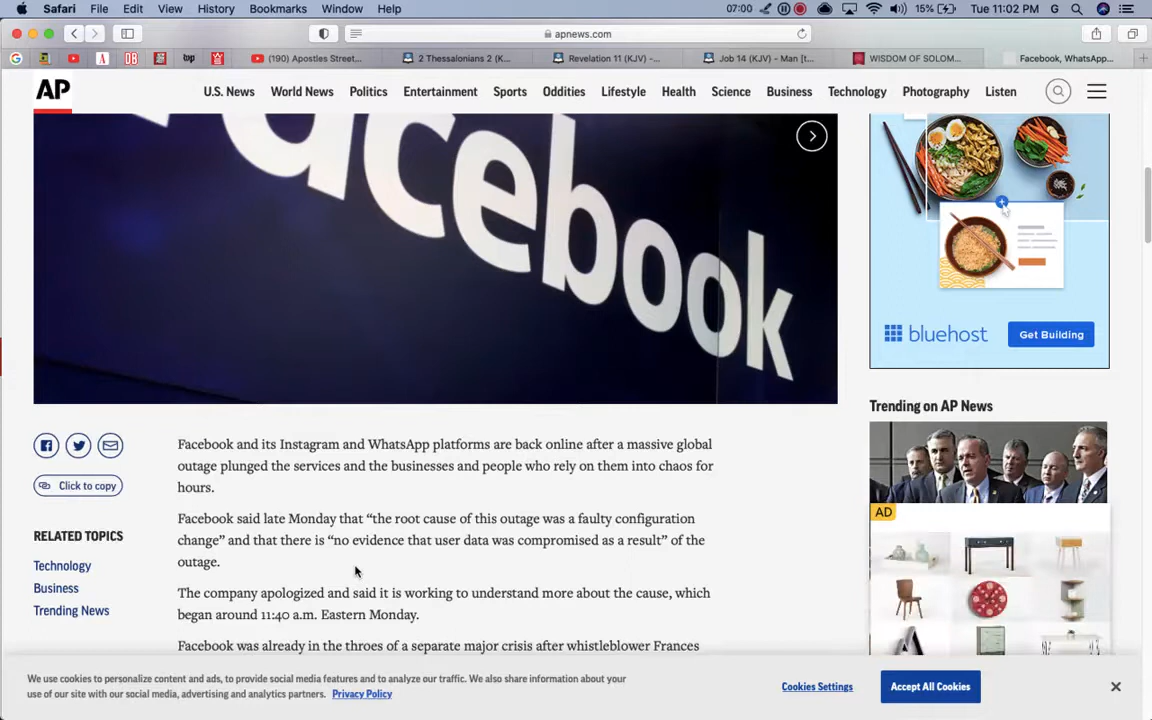 Safari File Edit View History Bookmarks Window Help 07:00 15% Tue 11:02 PM G
apnews.com
(190) Apostles Street... 2 Thessalonians 2 (K... Revelation 11 (KJV) -... Job 14 (KJV) - Man [t... WISDOM OF SOLOM... Facebook, WhatsApp...
AP U.S. News World News Politics Entertainment Sports Oddities Lifestyle Health Science Business Technology Photography Listen
facebook
bluehost Get Building
Trending on AP News
AD
Click to copy
RELATED TOPICS
Technology
Business
Trending News
Facebook and its Instagram and WhatsApp platforms are back online after a massive global
outage plunged the services and the businesses and people who rely on them into chaos for
hours.
Facebook said late Monday that “the root cause of this outage was a faulty configuration
change” and that there is “no evidence that user data was compromised as a result” of the
outage.
The company apologized and said it is working to understand more about the cause, which
began around 11:40 a.m. Eastern Monday.
Facebook was already in the throes of a separate major crisis after whistleblower Frances
We use cookies to personalize content and ads, to provide social media features and to analyze our traffic. We also share information about your
use of our site with our social media, advertising and analytics partners. Privacy Policy
Cookies Settings Accept All Cookies